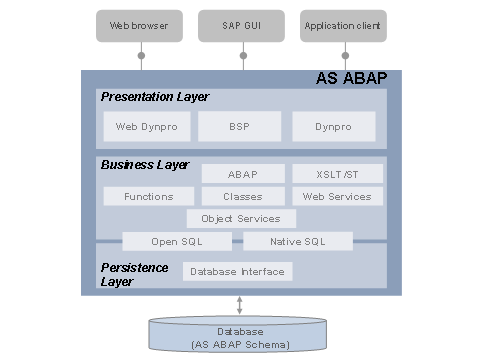 Web browser
SAP GUI
Application client
AS ABAP
Presentation Layer
Web Dynpro
BSP
Dynpro
Business Layer
ABAP
XSLT/ST
Functions
Classes
Web Services
Object Services
Open SQL
Native SQL
Persistence
Layer
Database Interface
Database
(AS ABAP Schema)